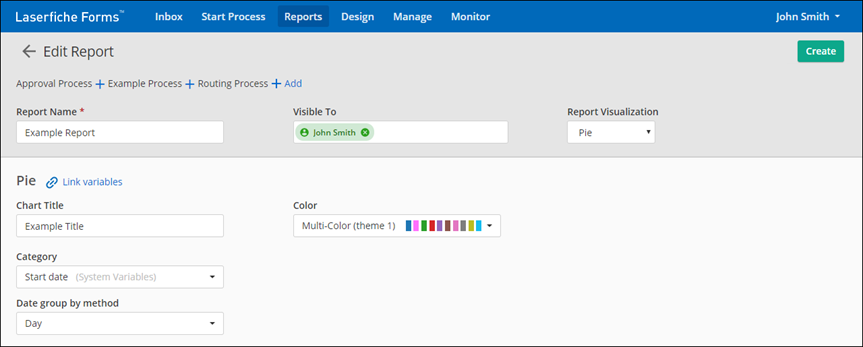 Laserfiche Forms™ Inbox Start Process Reports Design Manage Monitor John Smith
Edit Report Create
Approval Process + Example Process + Routing Process + Add
Report Name * Visible To Report Visualization
Example Report John Smith Pie
Pie Link variables
Chart Title Color
Example Title Multi-Color (theme 1)
Category
Start date (System Variables)
Date group by method
Day